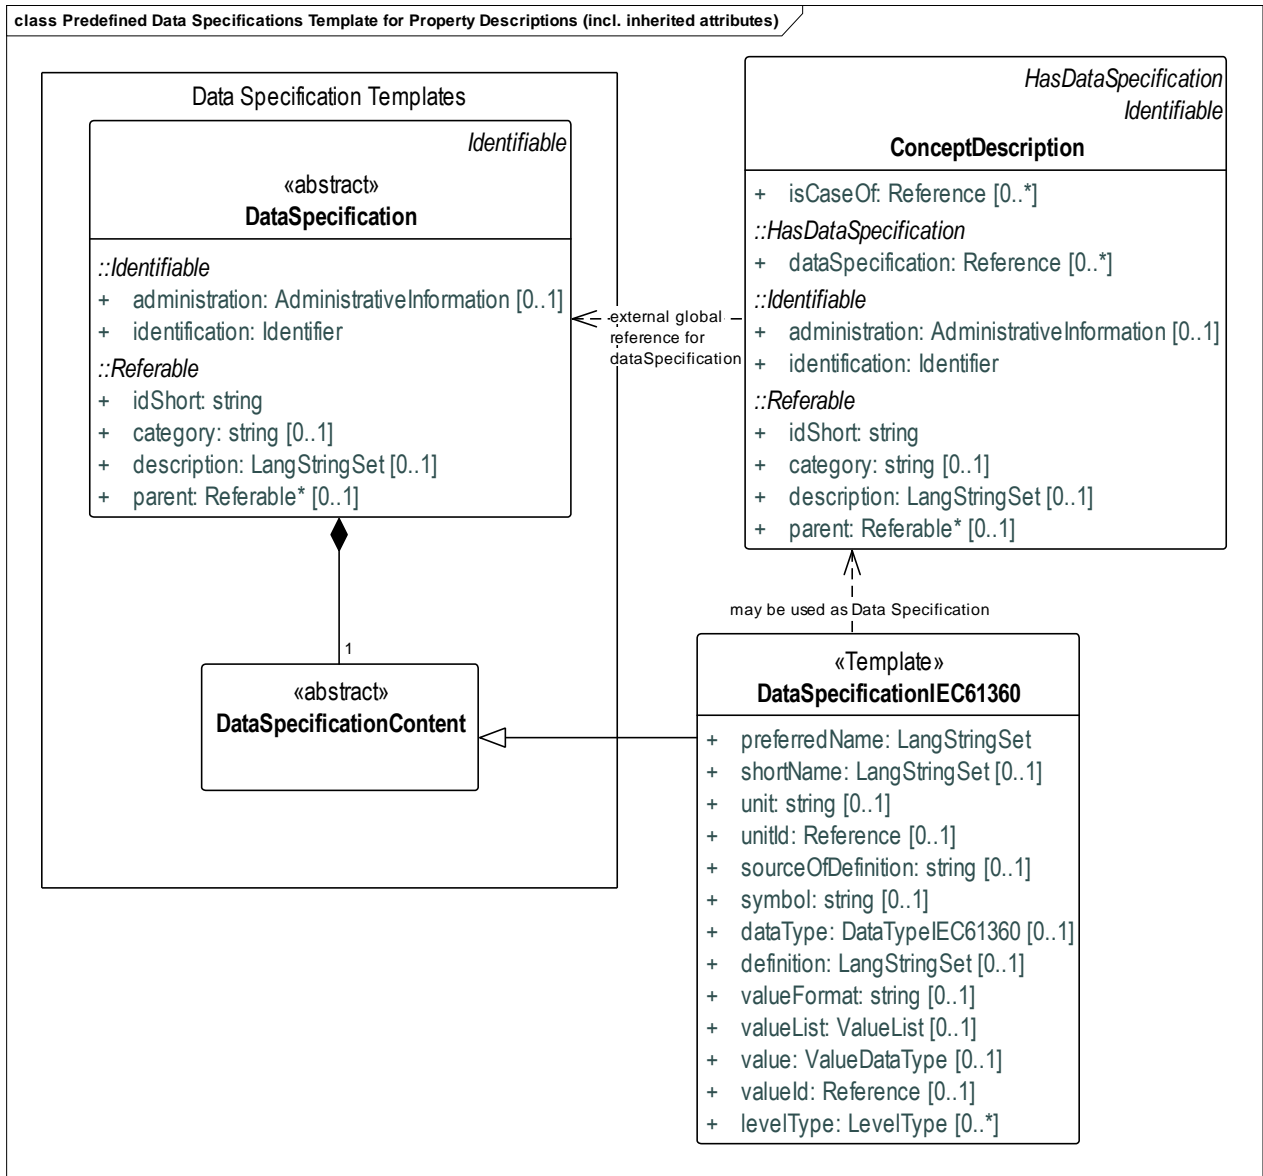 class Predefined Data Specifications Template for Property Descriptions (incl. inherited attributes)
Data Specification Templates
Identifiable
«abstract»
DataSpecification
::Identifiable
+ administration: AdministrativeInformation [0..1]
+ identification: Identifier
::Referable
+ idShort: string
+ category: string [0..1]
+ description: LangStringSet [0..1]
+ parent: Referable* [0..1]
1
«abstract»
DataSpecificationContent
external global
reference for
dataSpecification
HasDataSpecification
Identifiable
ConceptDescription
+ isCaseOf: Reference [0..*]
::HasDataSpecification
+ dataSpecification: Reference [0..*]
::Identifiable
+ administration: AdministrativeInformation [0..1]
+ identification: Identifier
::Referable
+ idShort: string
+ category: string [0..1]
+ description: LangStringSet [0..1]
+ parent: Referable* [0..1]
may be used as Data Specification
«Template»
DataSpecificationIEC61360
+ preferredName: LangStringSet
+ shortName: LangStringSet [0..1]
+ unit: string [0..1]
+ unitId: Reference [0..1]
+ sourceOfDefinition: string [0..1]
+ symbol: string [0..1]
+ dataType: DataTypeIEC61360 [0..1]
+ definition: LangStringSet [0..1]
+ valueFormat: string [0..1]
+ valueList: ValueList [0..1]
+ value: ValueDataType [0..1]
+ valueId: Reference [0..1]
+ levelType: LevelType [0..*]